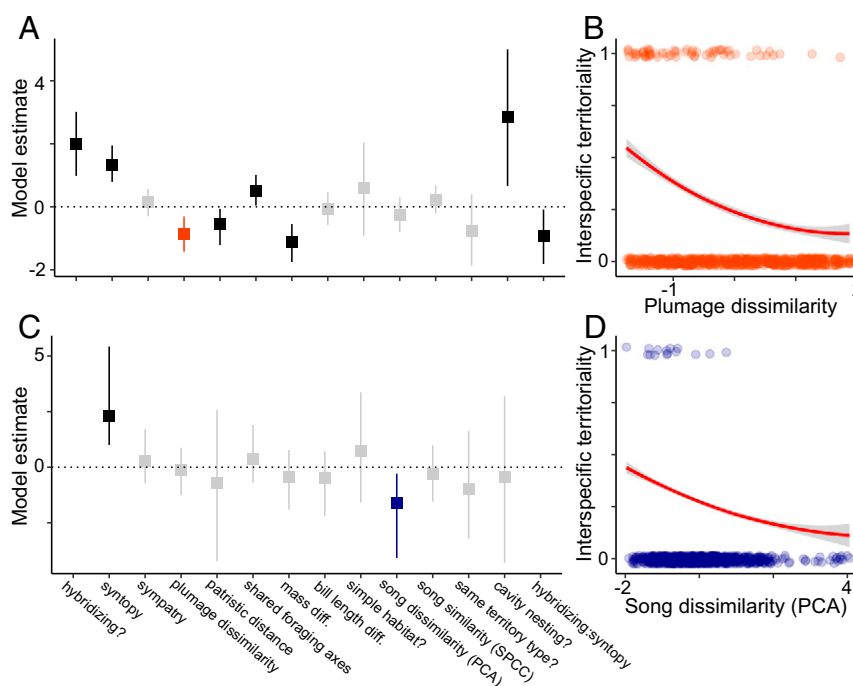 A
Model estimate
4
0
-2
B
Interspecific territoriality
1
0
-1
Plumage dissimilarity
C
Model estimate
5
0
hybridizing?
syntopy
sympatry
plumage dissimilarity
patristic distance
shared foraging axes
mass diff.
bill length diff.
simple habitat?
song dissimilarity (PCA)
song similarity (SPCC)
same territory type?
cavity nesting?
hybridizing:syntopy
D
Interspecific territoriality
1
0
-2
4
Song dissimilarity (PCA)